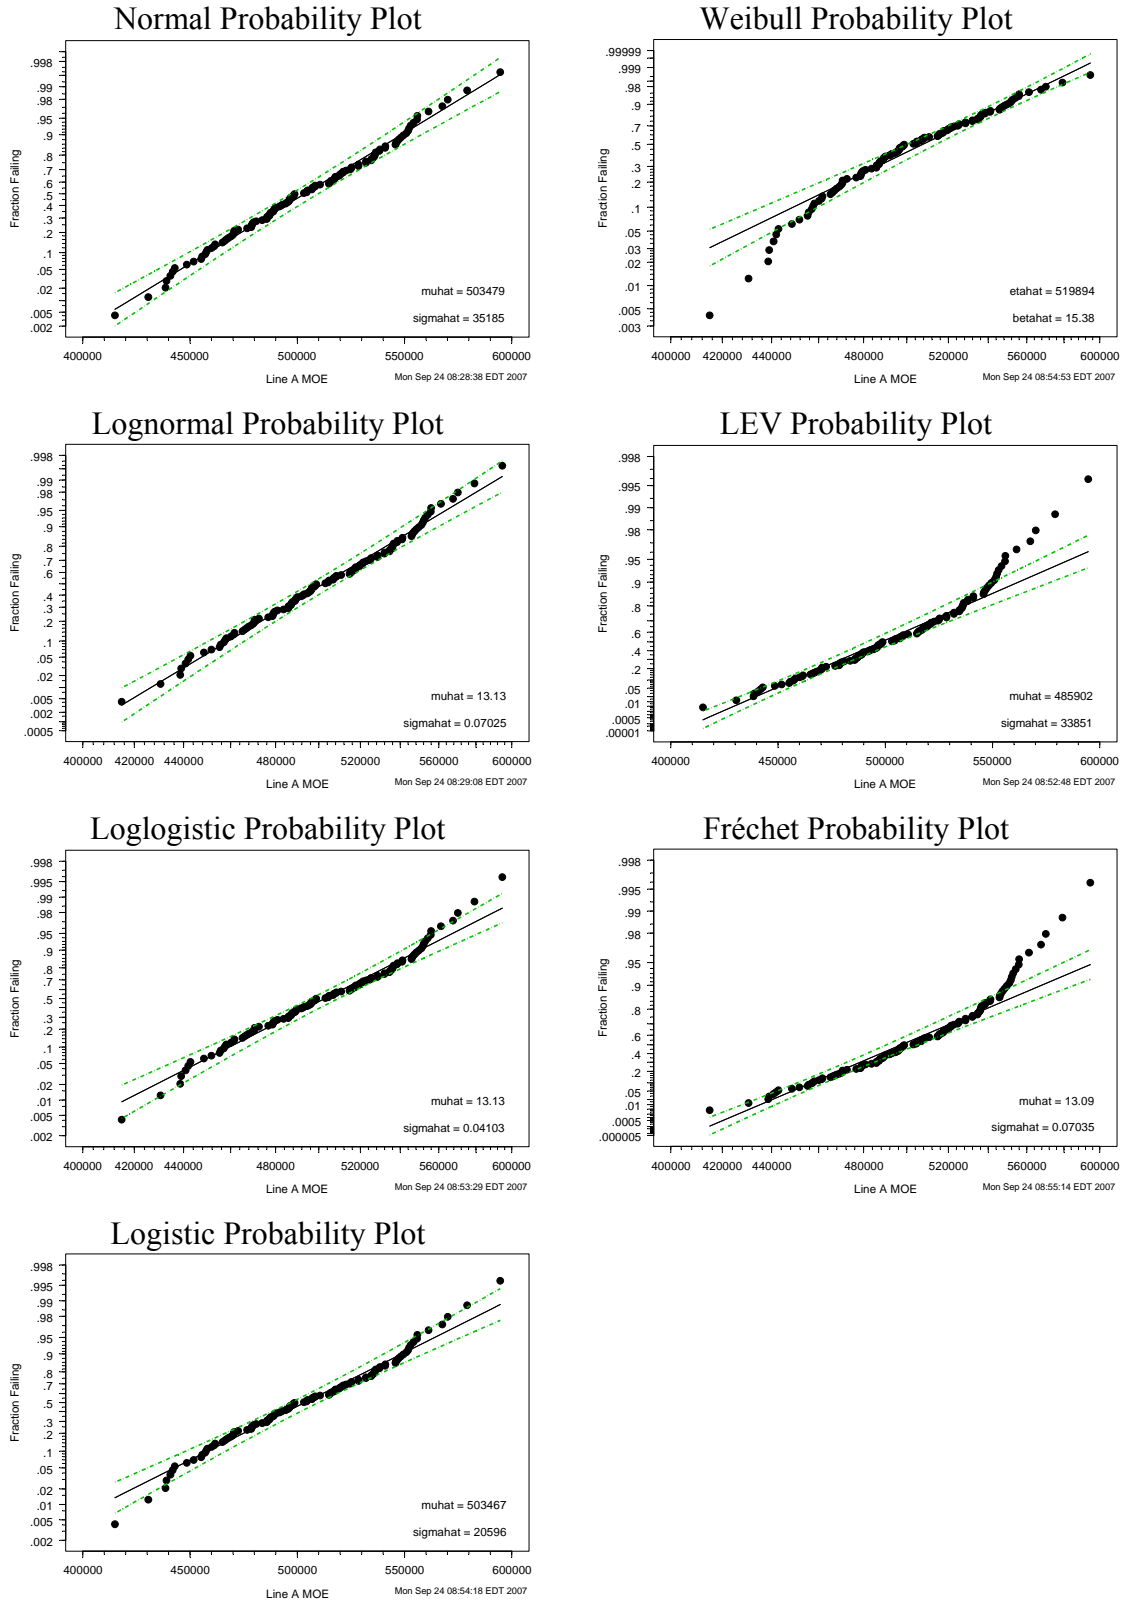 Normal Probability Plot
.998
.99
.98
.95
.9
.8
.7
.6
.5
.4
.3
.2
.1
.05
.02
.005
.002
Fraction Failing
muhat = 503479
sigmahat = 35185
400000 450000 500000 550000 600000
Line A MOE
Mon Sep 24 08:28:38 EDT 2007
Weibull Probability Plot
.99999
.999
.98
.9
.7
.5
.3
.2
.1
.05
.03
.02
.01
.005
.003
Fraction Failing
etahat = 519894
betahat = 15.38
400000 420000 440000 480000 520000 560000 600000
Line A MOE
Mon Sep 24 08:54:53 EDT 2007
Lognormal Probability Plot
.998
.99
.98
.95
.9
.8
.7
.6
.4
.3
.2
.1
.05
.02
.005
.002
.0005
Fraction Failing
muhat = 13.13
sigmahat = 0.07025
400000 420000 440000 480000 520000 560000 600000
Line A MOE
Mon Sep 24 08:29:08 EDT 2007
LEV Probability Plot
.998
.995
.99
.98
.95
.9
.8
.6
.4
.2
.05
.01
.0005
.00001
Fraction Failing
muhat = 485902
sigmahat = 33851
400000 450000 500000 550000 600000
Line A MOE
Mon Sep 24 08:52:48 EDT 2007
Loglogistic Probability Plot
.998
.995
.99
.98
.95
.9
.8
.7
.5
.3
.2
.1
.05
.02
.01
.005
.002
Fraction Failing
muhat = 13.13
sigmahat = 0.04103
400000 420000 440000 480000 520000 560000 600000
Line A MOE
Mon Sep 24 08:53:29 EDT 2007
Fréchet Probability Plot
.998
.995
.99
.98
.95
.9
.8
.6
.4
.2
.05
.01
.0005
.000005
Fraction Failing
muhat = 13.09
sigmahat = 0.07035
400000 420000 440000 480000 520000 560000 600000
Line A MOE
Mon Sep 24 08:55:14 EDT 2007
Logistic Probability Plot
.998
.995
.99
.98
.95
.9
.8
.7
.5
.3
.2
.1
.05
.02
.01
.005
.002
Fraction Failing
muhat = 503467
sigmahat = 20596
400000 450000 500000 550000 600000
Line A MOE
Mon Sep 24 08:54:18 EDT 2007